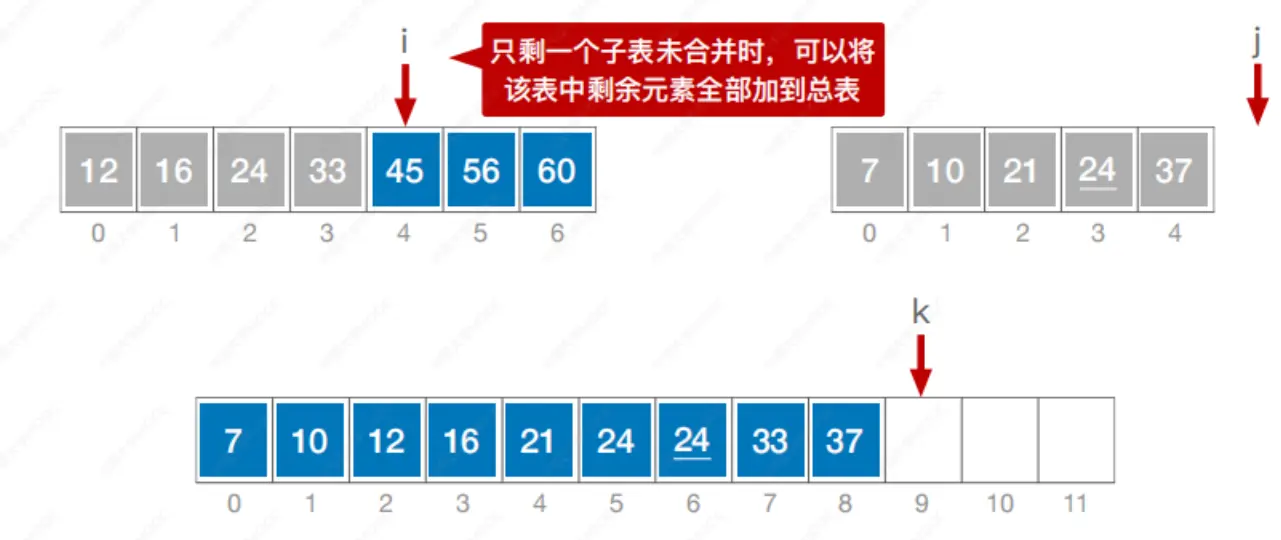 i
只剩一个子表未合并时，可以将
该表中剩余元素全部加到总表
j
12 16 24 33 45 56 60
0 1 2 3 4 5 6
7 10 21 24 37
0 1 2 3 4
k
7 10 12 16 21 24 24 33 37
0 1 2 3 4 5 6 7 8 9 10 11